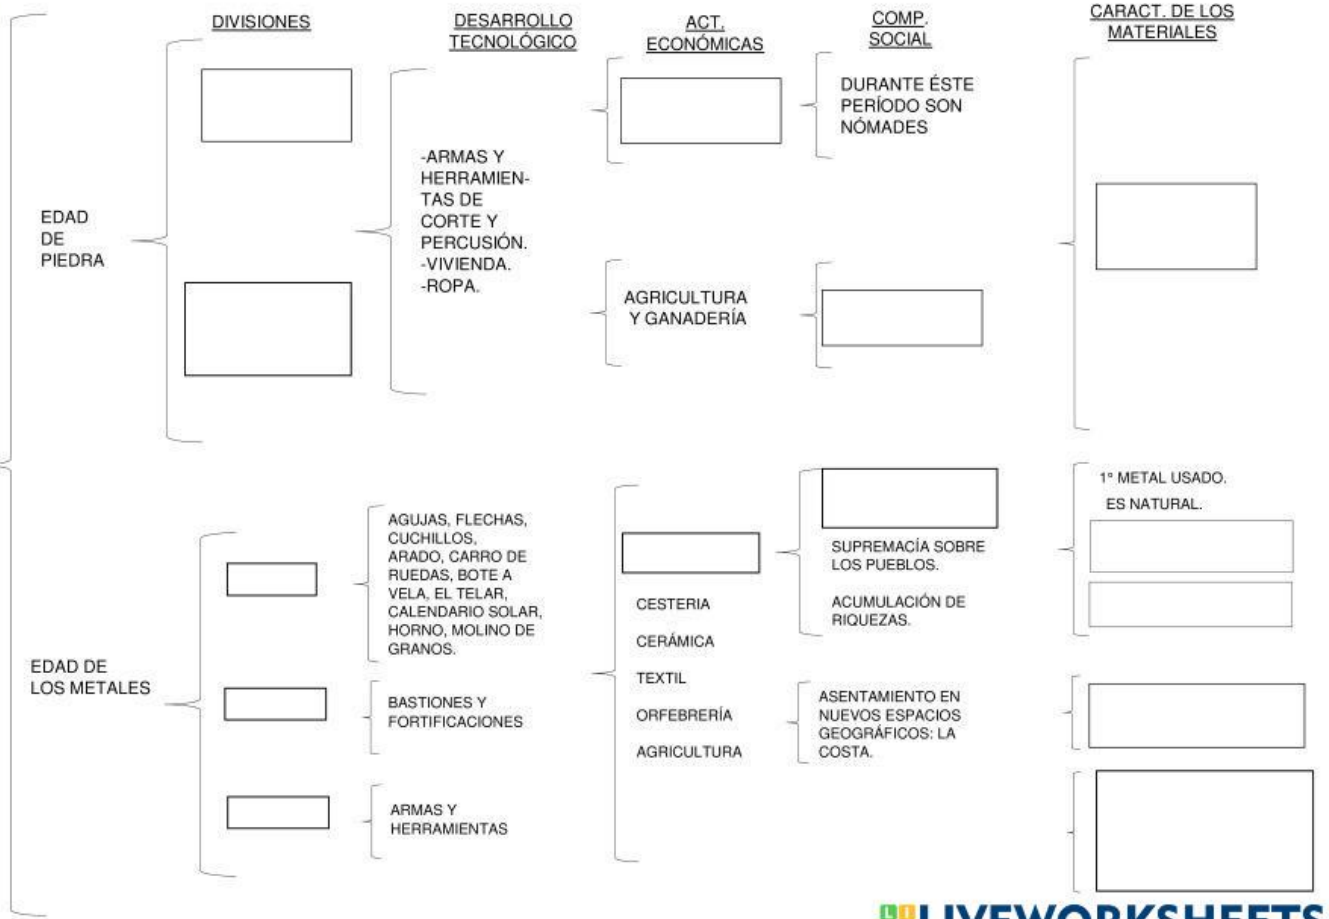 DIVISIONES
DESARROLLO
TECNOLÓGICO
ACT.
ECONÓMICAS
COMP.
SOCIAL
CARACT. DE LOS
MATERIALES
EDAD
DE
PIEDRA
-ARMAS Y
HERRAMIEN-
TAS DE
CORTE Y
PERCUSIÓN.
-VIVIENDA.
-ROPA.
DURANTE ÉSTE
PERÍODO SON
NÓMADES
AGRICULTURA
Y GANADERÍA
EDAD DE
LOS METALES
AGUJAS, FLECHAS,
CUCHILLOS,
ARADO, CARRO DE
RUEDAS, BOTE A
VELA, EL TELAR,
CALENDARIO SOLAR,
HORNO, MOLINO DE
GRANOS.
BASTIONES Y
FORTIFICACIONES
ARMAS Y
HERRAMIENTAS
CESTERIA
CERÁMICA
TEXTIL
ORFEBRERÍA
AGRICULTURA
SUPREMACÍA SOBRE
LOS PUEBLOS.
ACUMULACIÓN DE
RIQUEZAS.
ASENTAMIENTO EN
NUEVOS ESPACIOS
GEOGRÁFICOS: LA
COSTA.
1° METAL USADO.
ES NATURAL.
LIVEWORKSHEETS